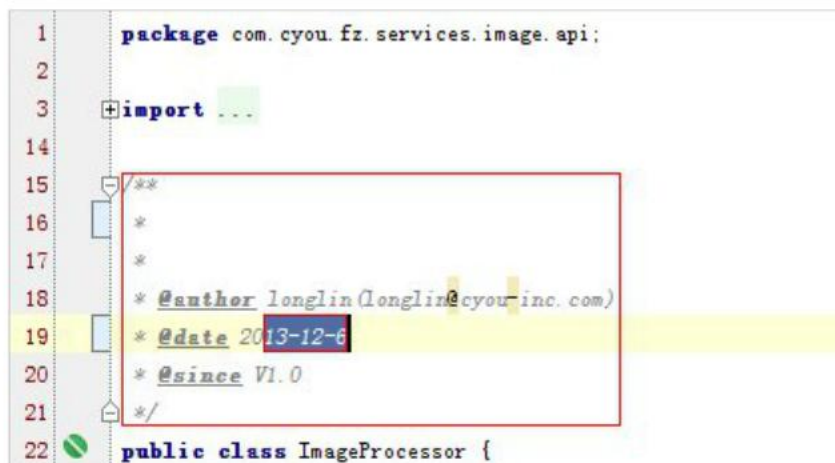 1 package com.cyou.fz.services.image.api;
2
3 import ...
14
15 /**
16 *
17 *
18 * @author longlin(longlin@cyou-inc.com)
19 * @date 2013-12-6
20 * @since V1.0
21 */
22 public class ImageProcessor {